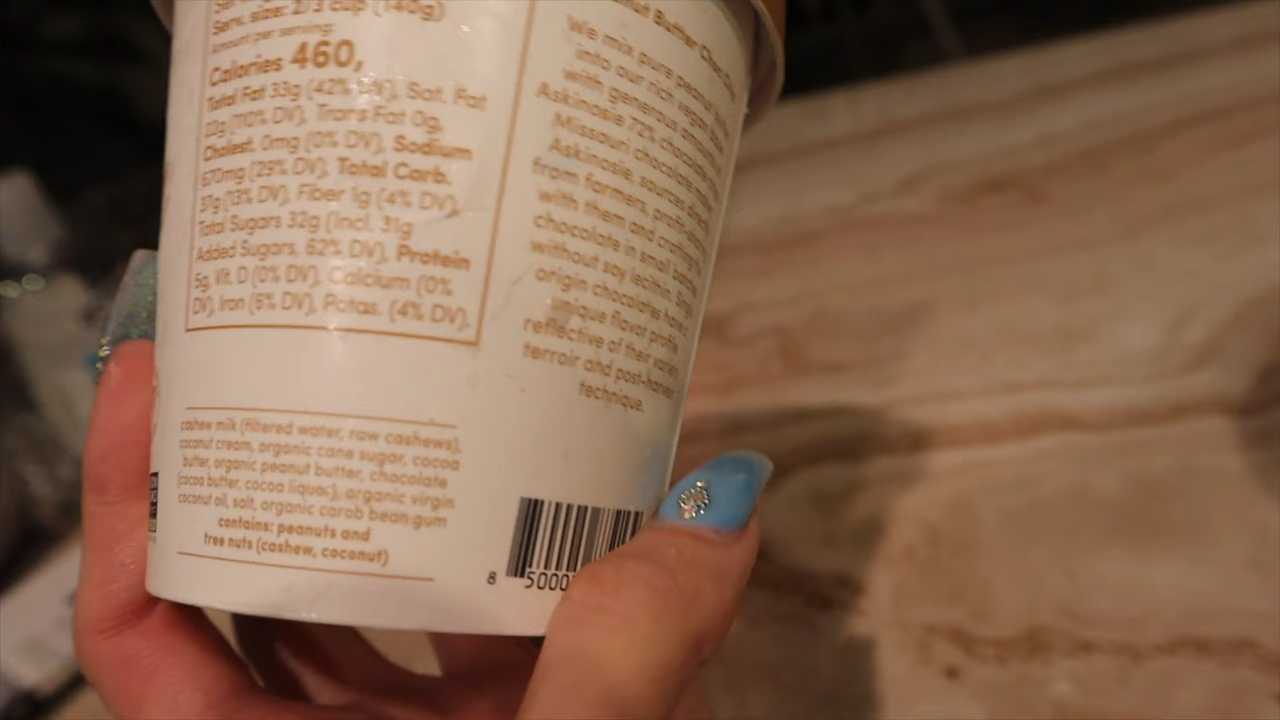 Serv. size: 2/3 cup (140g)
Amount per serving:
Calories 460,
Total Fat 33g (42% DV), Sat. Fat
22g (110% DV), Trans Fat 0g,
Cholest. 0mg (0% DV), Sodium
670mg (29% DV), Total Carb.
37g (13% DV), Fiber 1g (4% DV),
Total Sugars 32g (Incl. 31g
Added Sugars, 62% DV), Protein
5g, Vit. D (0% DV), Calcium (0%
DV), Iron (6% DV), Potas. (4% DV).
cashew milk (filtered water, raw cashews),
coconut cream, organic cane sugar, cocoa
butter, organic peanut butter, chocolate
(cocoa butter, cocoa liquor), organic virgin
coconut oil, salt, organic carob bean gum
contains: peanuts and
tree nuts (cashew, coconut)
Butter
We mix pure peanut
into our rich vegan
with generous
Askinosie 72% chocolate
Missouri chocolate
Askinosie, sources
from farmers,
with them and
chocolate in small
without soy lecithin.
origin chocolates have
unique flavor
reflective of their
terroir and
technique.
8 5000